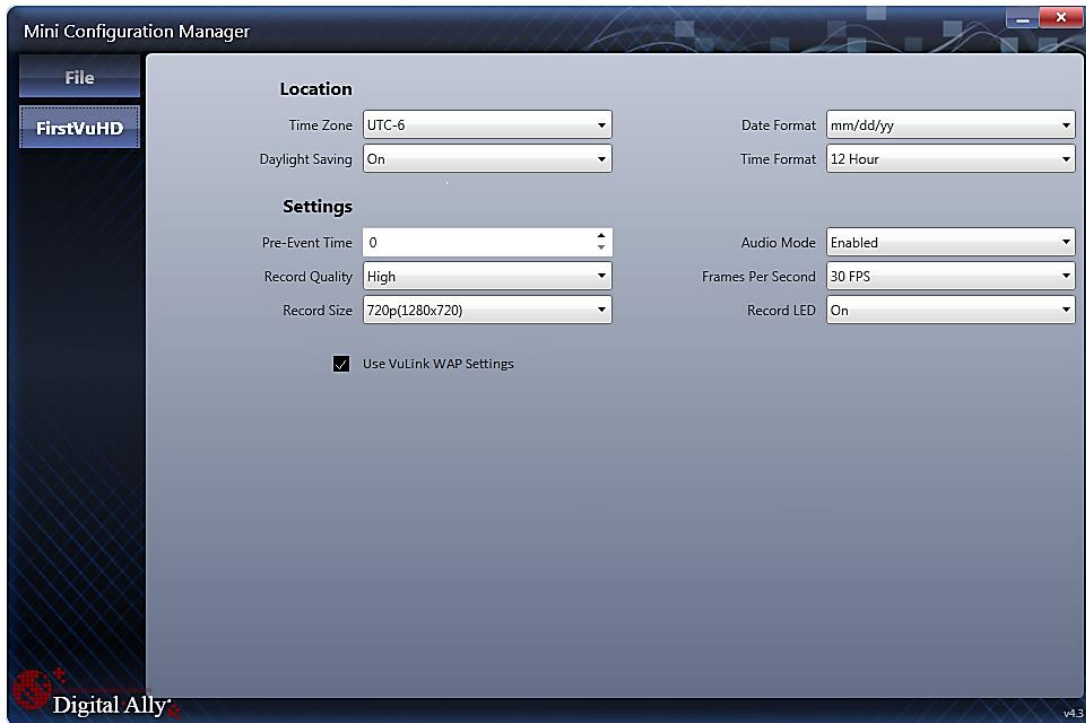 Mini Configuration Manager
File
FirstVuHD
Location
Time Zone UTC-6 Date Format mm/dd/yy
Daylight Saving On Time Format 12 Hour
Settings
Pre-Event Time 0 Audio Mode Enabled
Record Quality High Frames Per Second 30 FPS
Record Size 720p(1280x720) Record LED On
Use VuLink WAP Settings
Digital Ally
v4.3